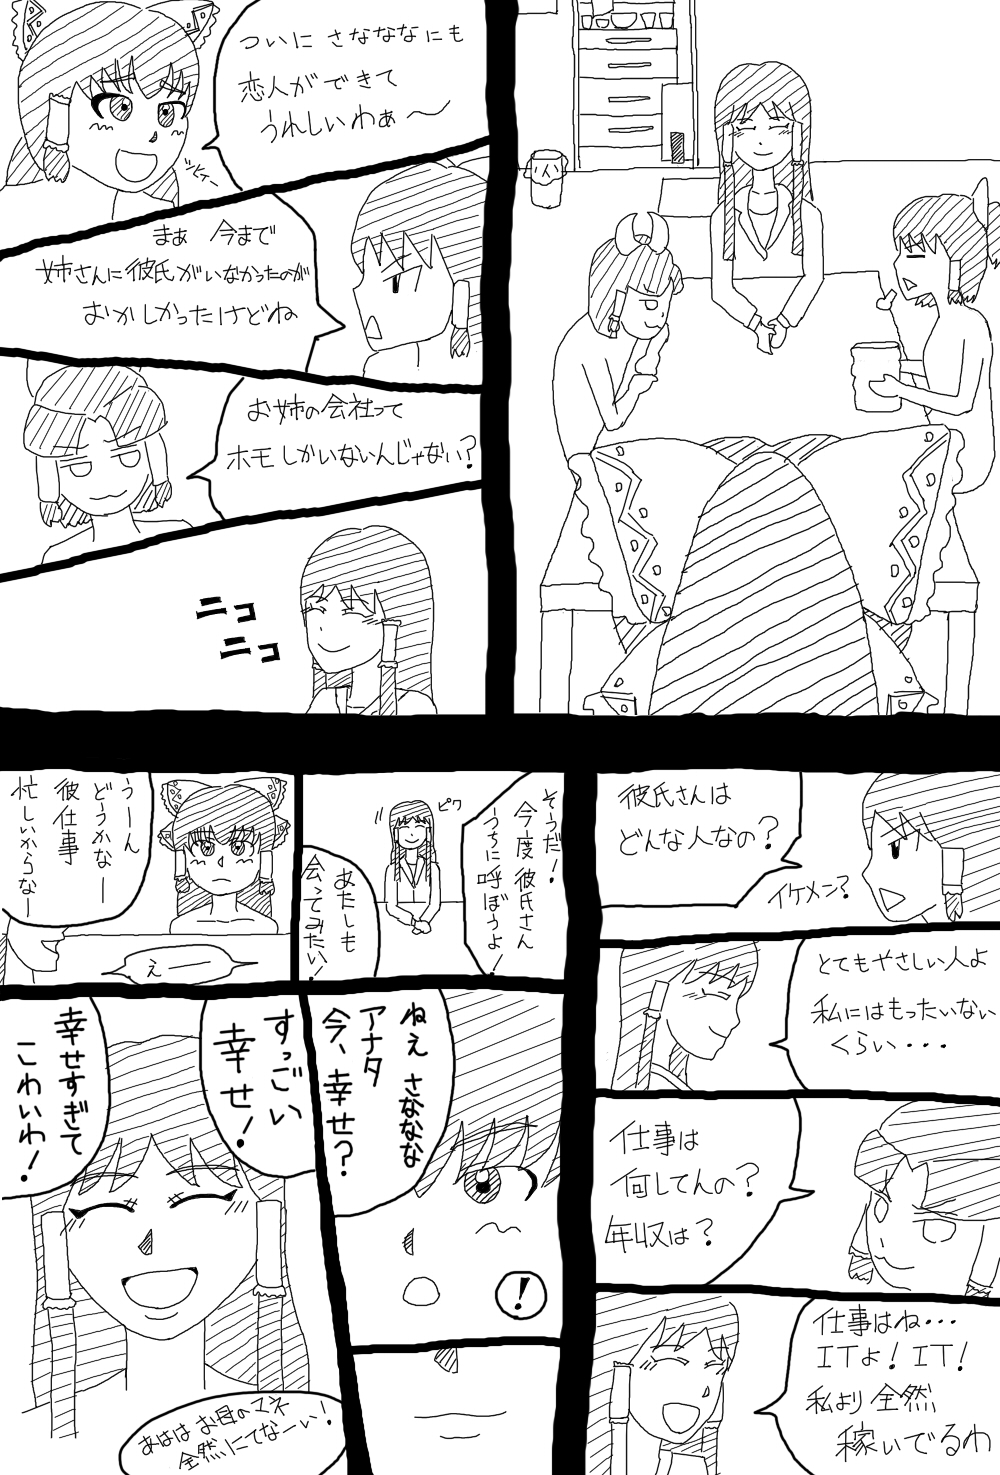 ついに さなななにも
恋人ができて
うれしいわぁ～
まぁ 今まで
姉さんに彼氏がいなかったのが
おかしかったけどね
お姉の会社って
ホモしかいないんじゃない?
ニコ
ニコ
彼氏さんは
どんな人なの?
イケメン?
とてもやさしい人よ
私にはもったいない
くらい・・・
仕事は
何してんの?
年収は?
仕事はね・・・
ITよ! IT!
私より全然
稼いでるわ
そうだ!
今度彼氏さん
うちに呼ぼうよ!
ピク
あたしも
会ってみたい!
うーん
どうかなー
彼仕事
忙しいからなー
えーー
ねぇ さななな
アナタ
今、幸せ?
!
すっごい
幸せ!
幸せすぎて
こわいわ!
あはは お母のマネ
全然にてなーい!